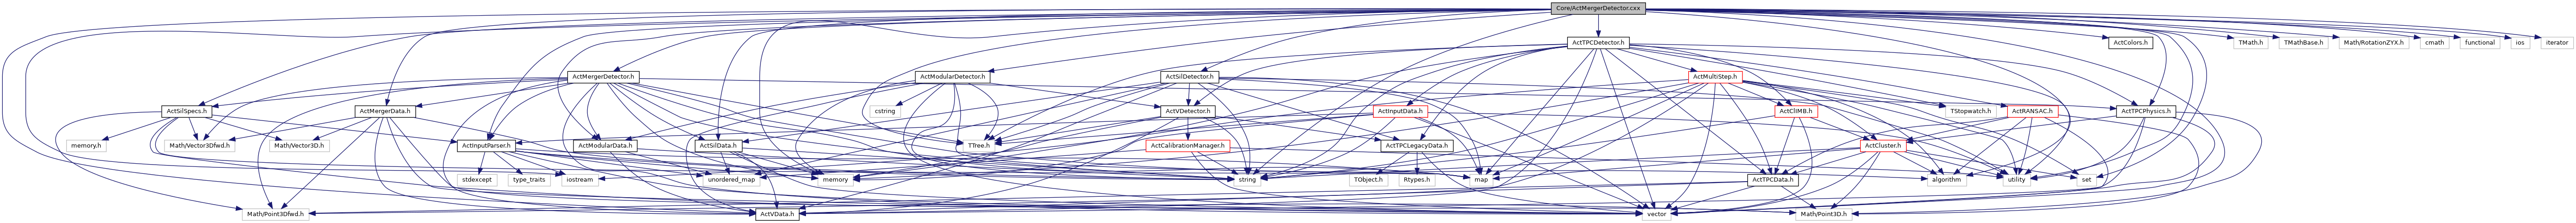 Core/ActMergerDetector.cxx
ActTPCDetector.h
ActColors.h
TMath.h
TMathBase.h
Math/RotationZYX.h
cmath
functional
ios
iterator
ActMergerDetector.h
ActModularDetector.h
ActSilDetector.h
ActMultiStep.h
ActSilSpecs.h
ActMergerData.h
cstring
ActVDetector.h
ActInputData.h
ActClIMB.h
TStopwatch.h
ActRANSAC.h
ActTPCPhysics.h
memory.h
Math/Vector3Dfwd.h
Math/Vector3D.h
ActInputParser.h
ActModularData.h
ActSilData.h
TTree.h
ActCalibrationManager.h
ActTPCLegacyData.h
ActCluster.h
stdexcept
type_traits
iostream
unordered_map
memory
string
TObject.h
Rtypes.h
map
ActTPCData.h
algorithm
utility
set
Math/Point3Dfwd.h
ActVData.h
vector
Math/Point3D.h